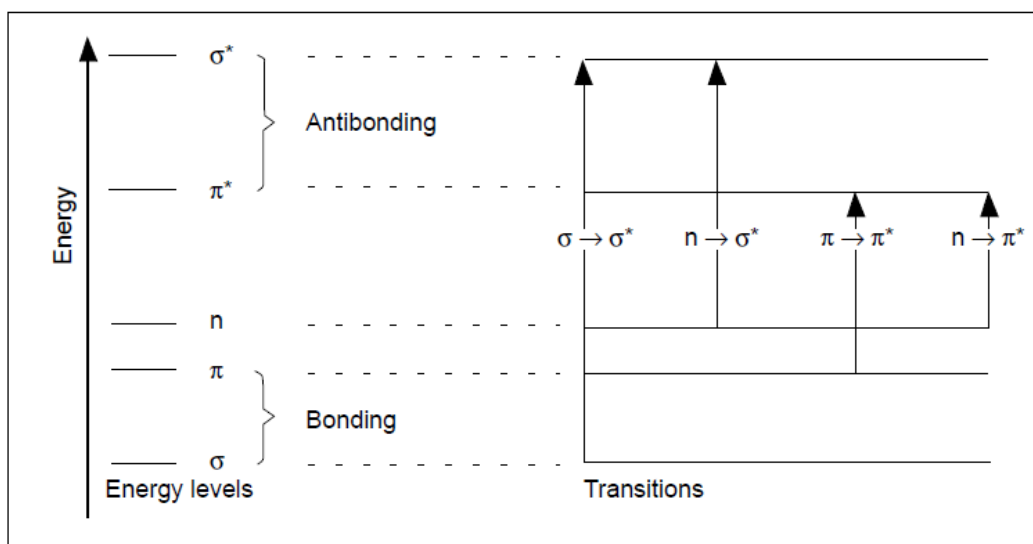 σ*
Antibonding
π*
Energy
σ → σ*
n → σ*
π → π*
n → π*
n
π
Bonding
σ
Energy levels
Transitions